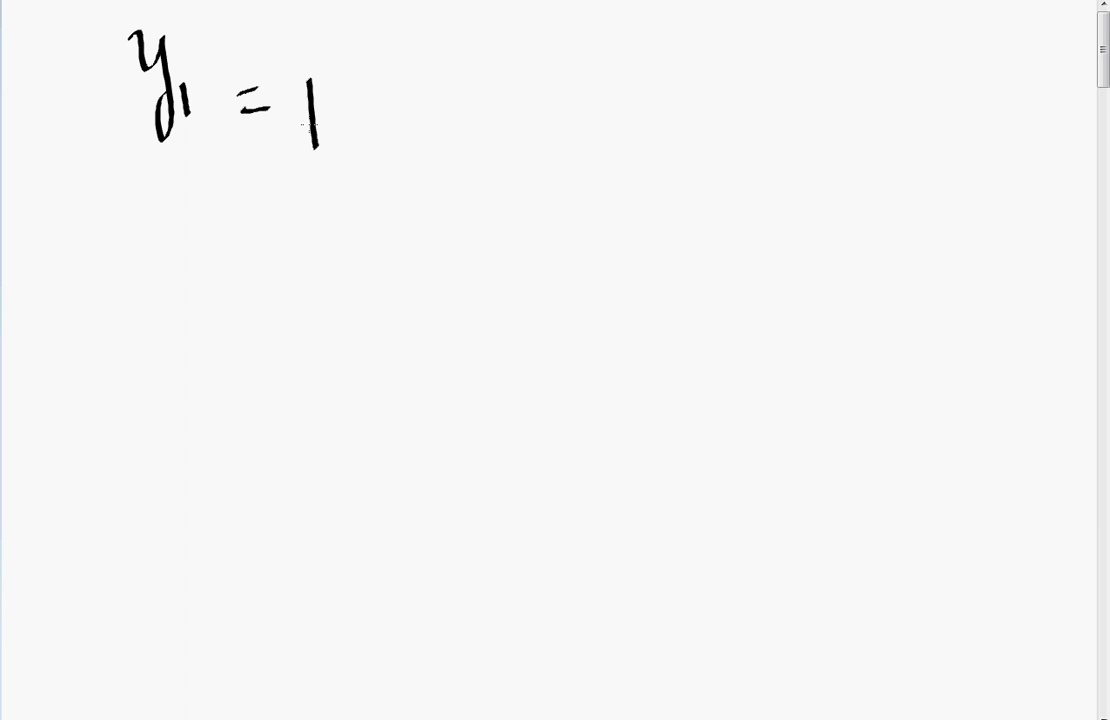 y₁ = 1